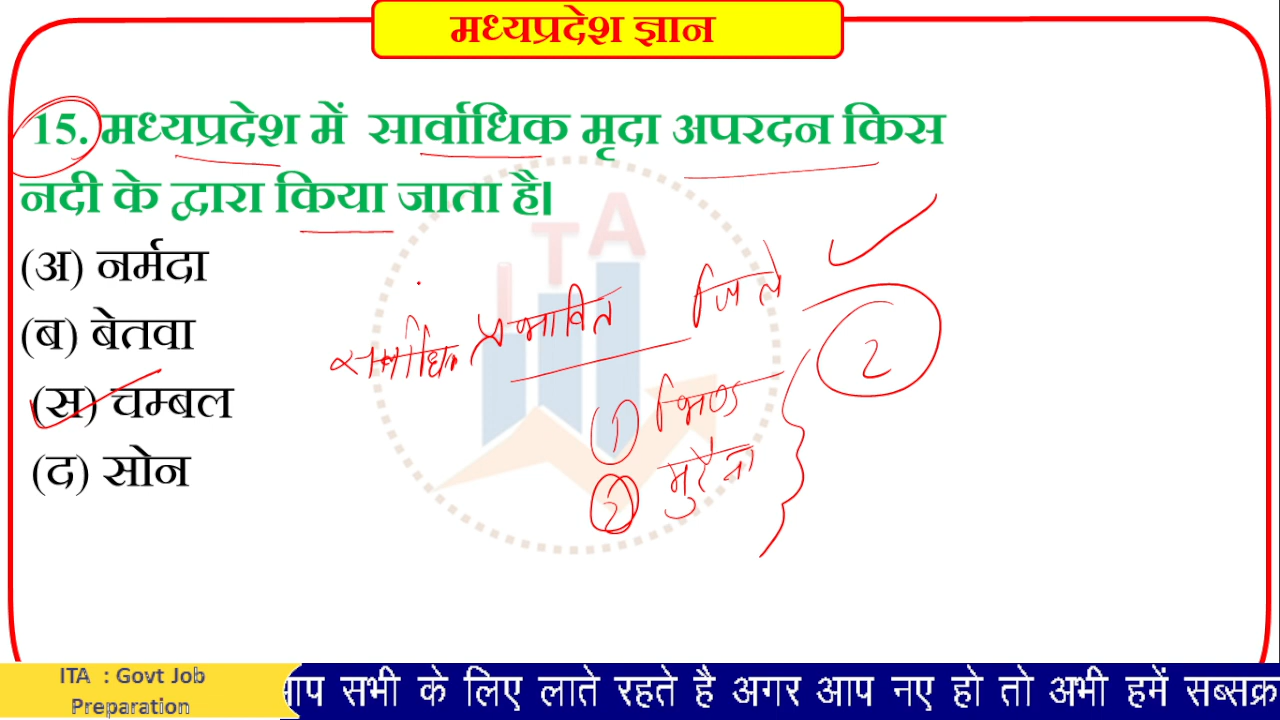 मध्यप्रदेश ज्ञान
15. मध्यप्रदेश में सार्वाधिक मृदा अपरदन किस
नदी के द्वारा किया जाता है।
(अ) नर्मदा
(ब) बेतवा
(स) चम्बल
(द) सोन
ITA
प्रभावित जिले
2
1 भिण्ड
2 मुरैना
ITA : Govt Job
Preparation
आप सभी के लिए लाते रहते है अगर आप नए हो तो अभी हमें सब्सक्र